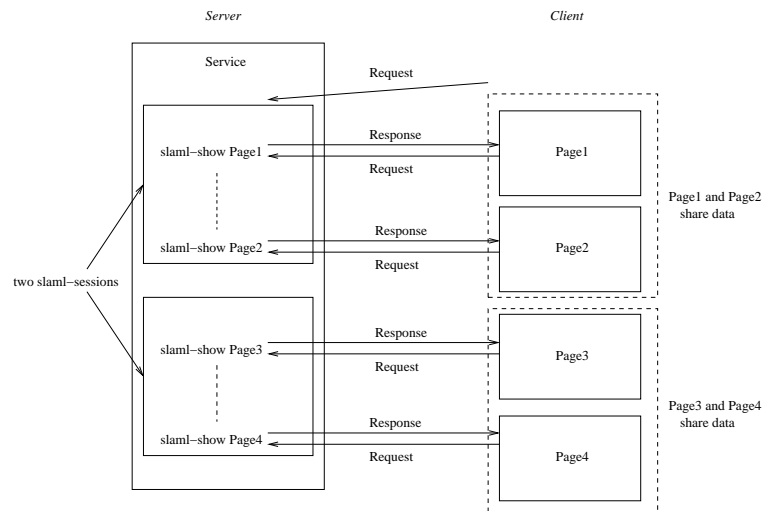 Server
Client
Service
Request
slaml−show Page1
Response
Request
Page1
Page1 and Page2
share data
slaml−show Page2
Response
Request
Page2
two slaml−sessions
slaml−show Page3
Response
Request
Page3
Page3 and Page4
share data
slaml−show Page4
Response
Request
Page4